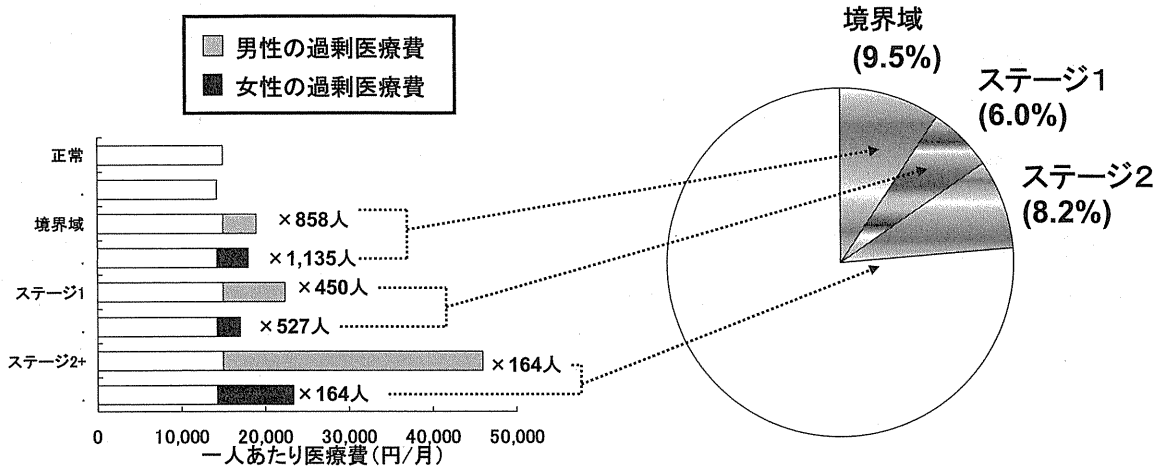 男性の過剰医療費
女性の過剰医療費
正常
.
境界域
.
ステージ1
.
ステージ2+
.
×858人
×1,135人
×450人
×527人
×164人
×164人
0 10,000 20,000 30,000 40,000 50,000
一人あたり医療費(円/月)
境界域
(9.5%)
ステージ1
(6.0%)
ステージ2
(8.2%)